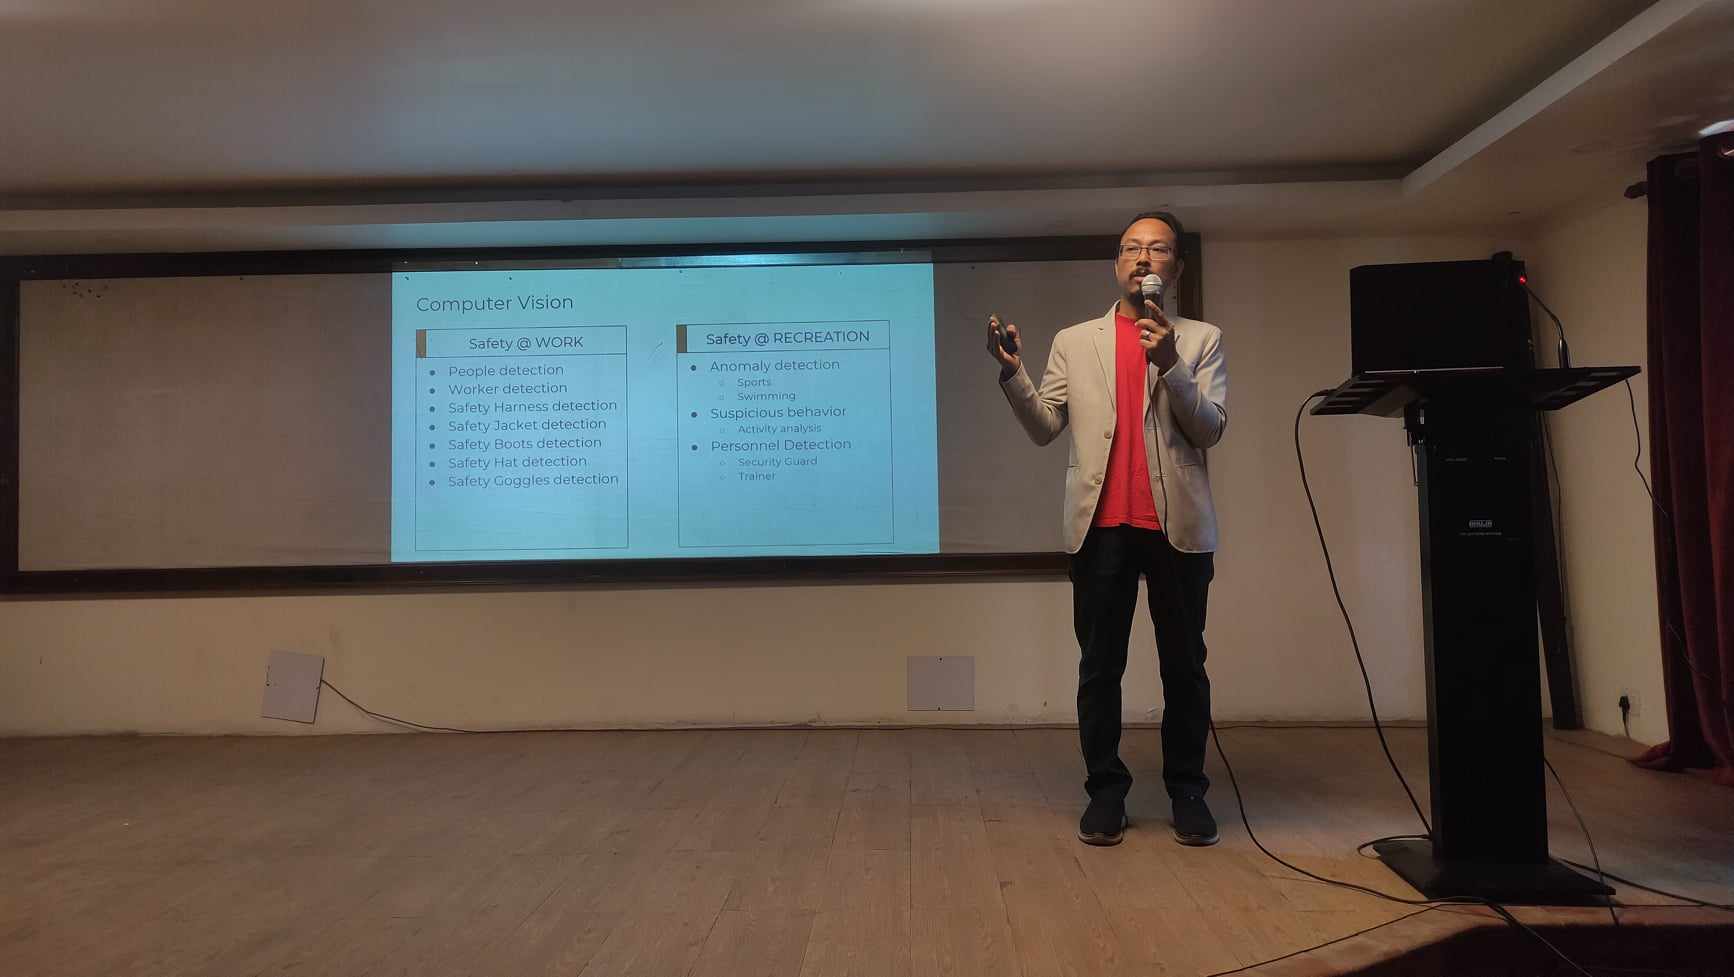 Computer Vision
Safety @ WORK
People detection
Worker detection
Safety Harness detection
Safety Jacket detection
Safety Boots detection
Safety Hat detection
Safety Goggles detection
Safety @ RECREATION
Anomaly detection
Sports
Swimming
Suspicious behavior
Activity analysis
Personnel Detection
Security Guard
Trainer
AHUJA